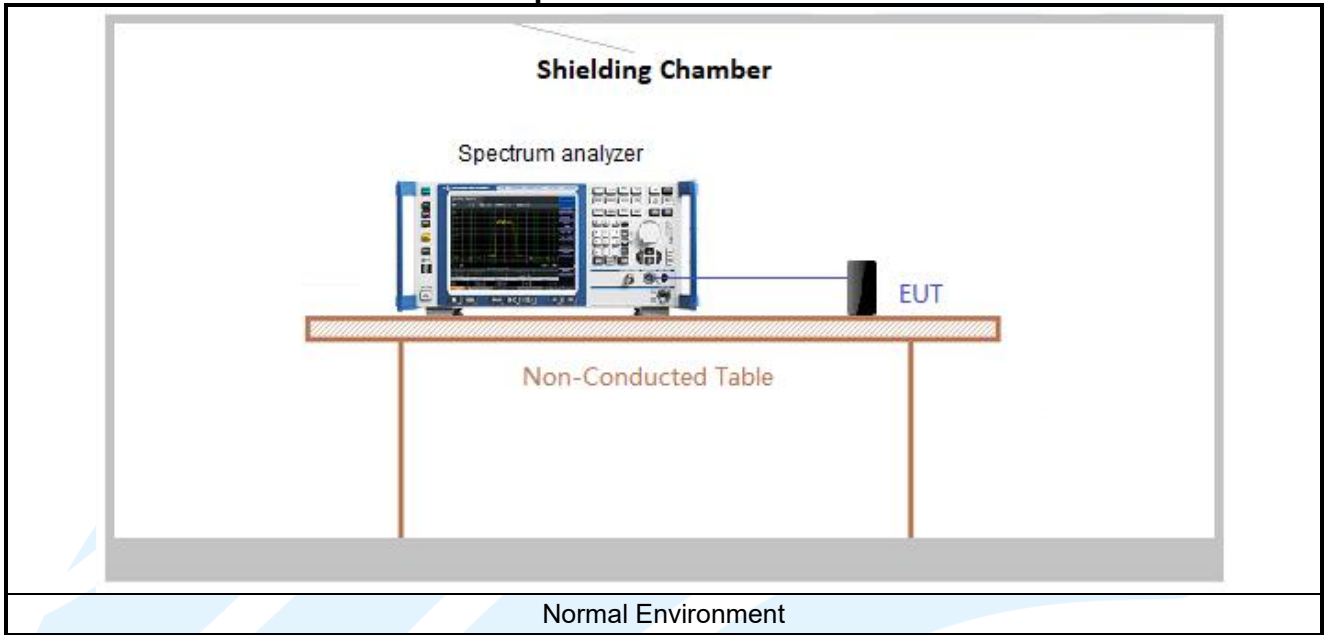 Shielding Chamber
Spectrum analyzer
EUT
Non-Conducted Table
Normal Environment